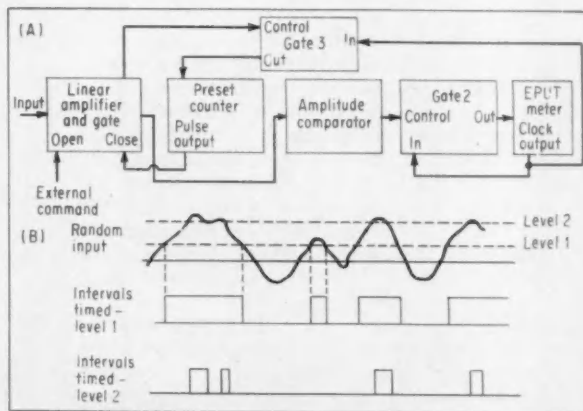 (A)
Control
Gate 3
In
Out
Input
Linear
amplifier
and gate
Open
Close
Preset
counter
Pulse
output
Amplitude
comparator
Gate 2
Control
Out
In
EPUT
meter
Clock
output
External
command
(B)
Random
input
Level 2
Level 1
Intervals
timed-
level 1
Intervals
timed-
level 2